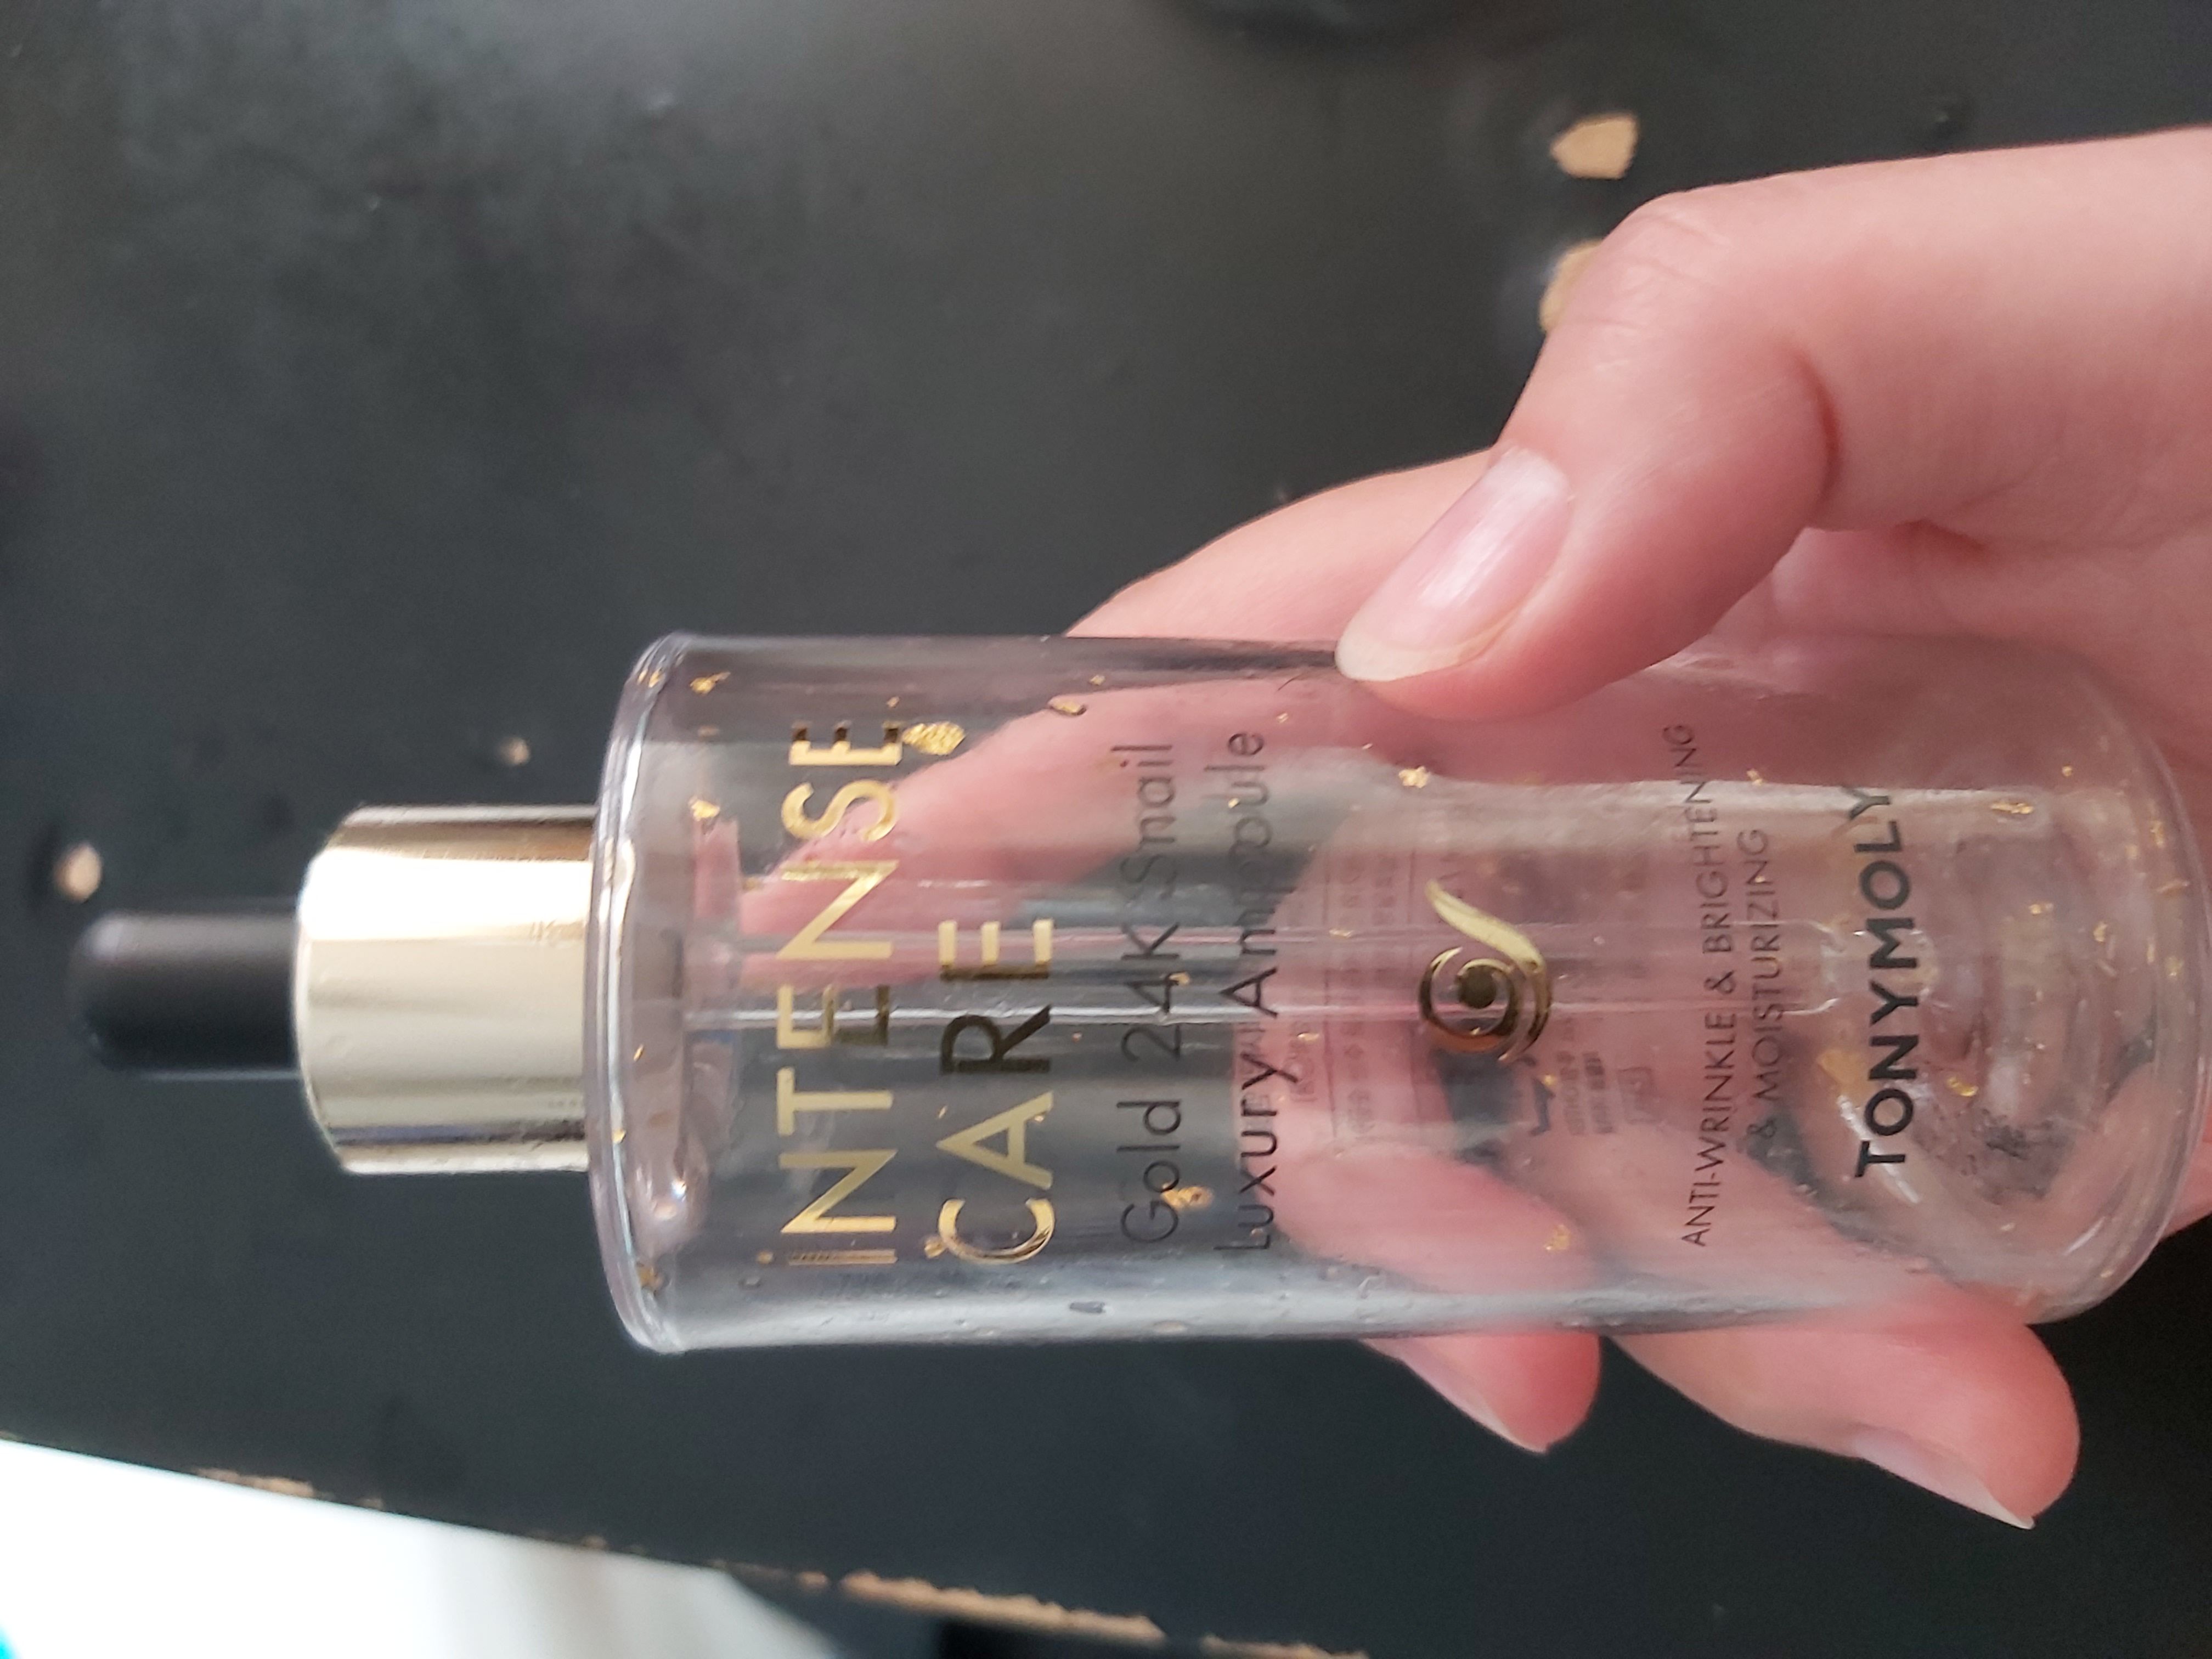 INTENSE
CARE
Gold 24K Snail
Luxury Ampoule
ANTI-WRINKLE & BRIGHTENING
& MOISTURIZING
TONYMOLY